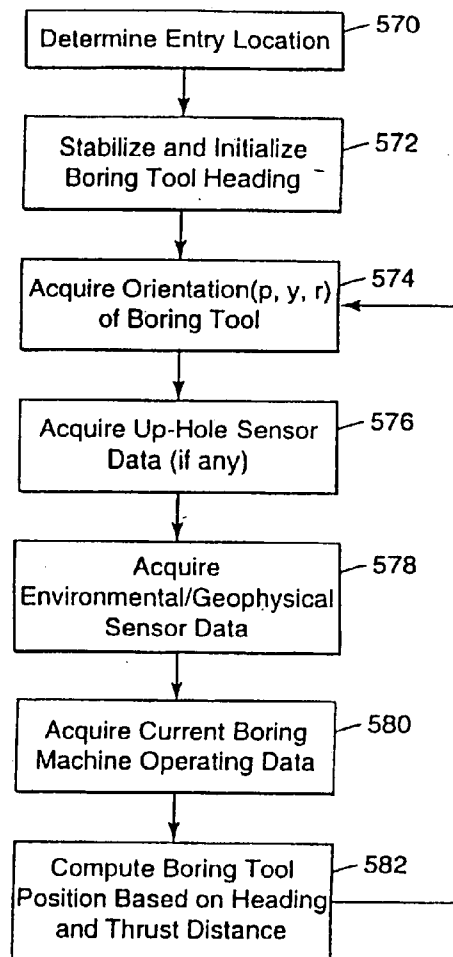 Determine Entry Location
570
Stabilize and Initialize
Boring Tool Heading
572
Acquire Orientation(p, y, r)
of Boring Tool
574
Acquire Up-Hole Sensor
Data (if any)
576
Acquire
Environmental/Geophysical
Sensor Data
578
Acquire Current Boring
Machine Operating Data
580
Compute Boring Tool
Position Based on Heading
and Thrust Distance
582